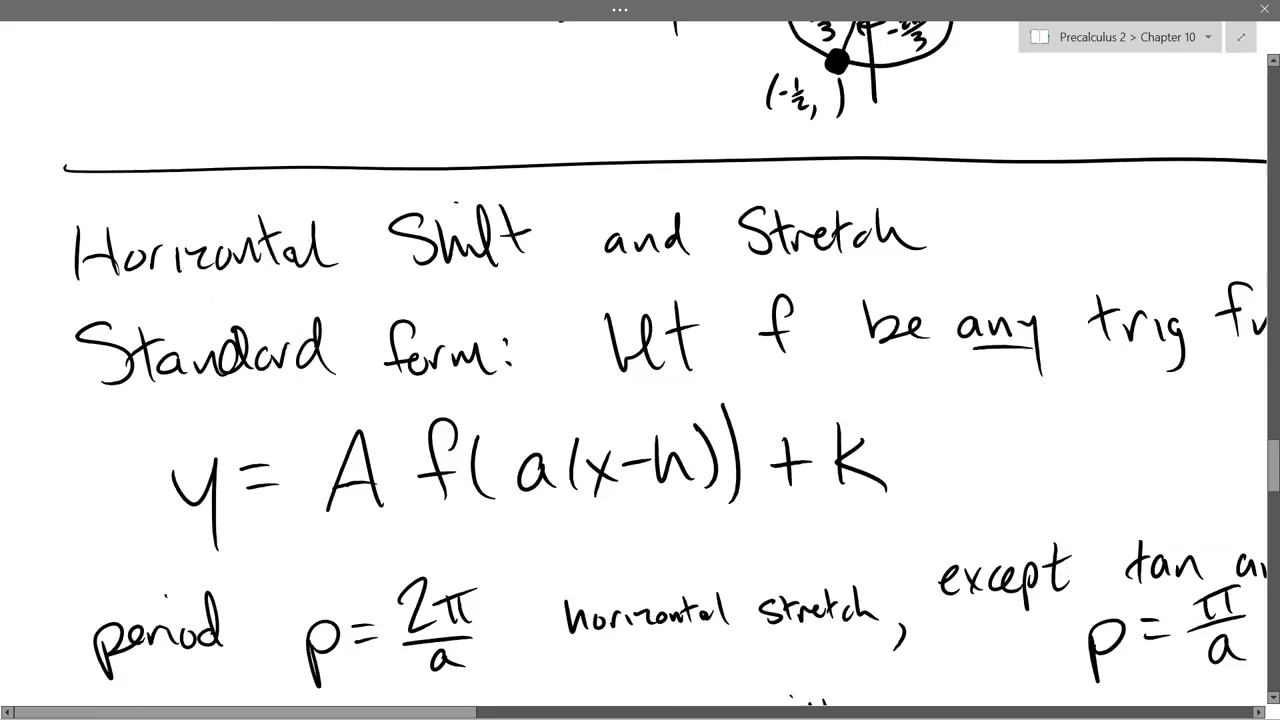 Precalculus 2 > Chapter 10
(-½, )
Horizontal Shift and Stretch
Standard form: Let f be any trig
y = A f(a(x-h)) + k
except tan
period p = 2π/a horizontal stretch, p = π/a